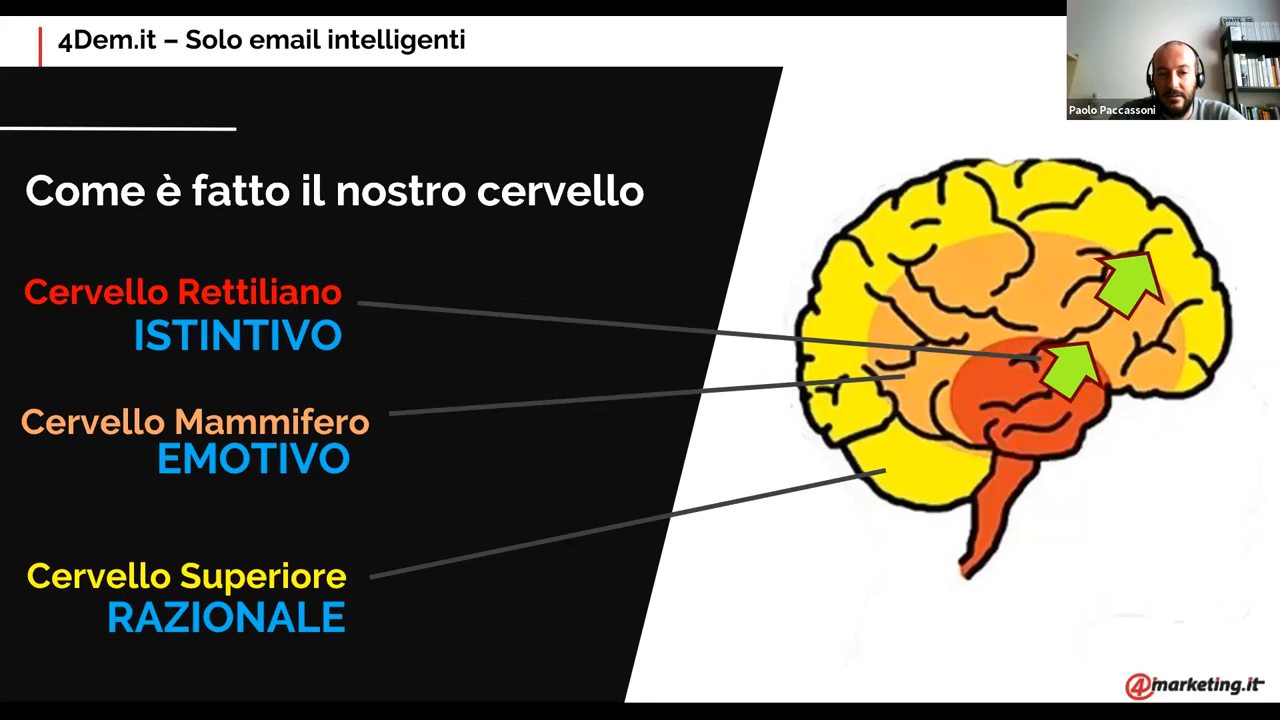 4Dem.it – Solo email intelligenti
Paolo Paccassoni
Come è fatto il nostro cervello
Cervello Rettiliano
ISTINTIVO
Cervello Mammifero
EMOTIVO
Cervello Superiore
RAZIONALE
4marketing.it